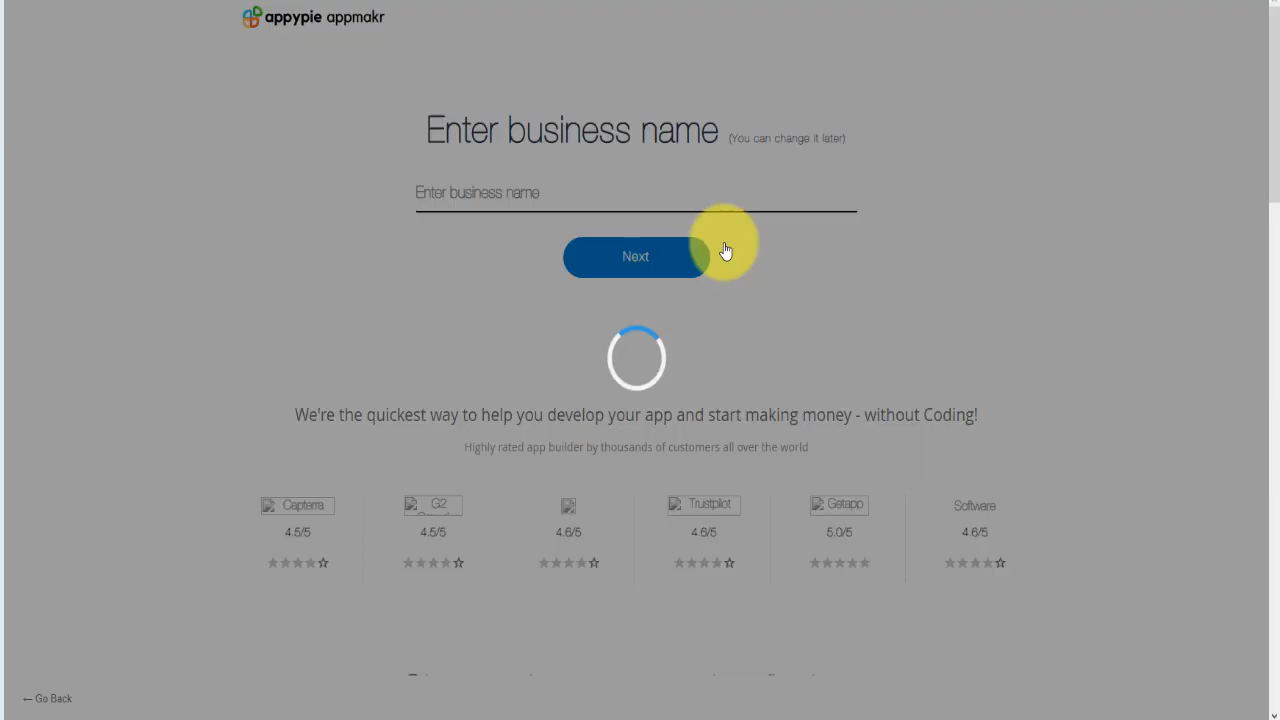 appypie appmakr
Enter business name (You can change it later)
Enter business name
Next
We're the quickest way to help you develop your app and start making money - without Coding!
Highly rated app builder by thousands of customers all over the world
Capterra G2 Trustpilot Getapp Software
4.5/5 4.5/5 4.6/5 4.6/5 5.0/5 4.6/5
← Go Back